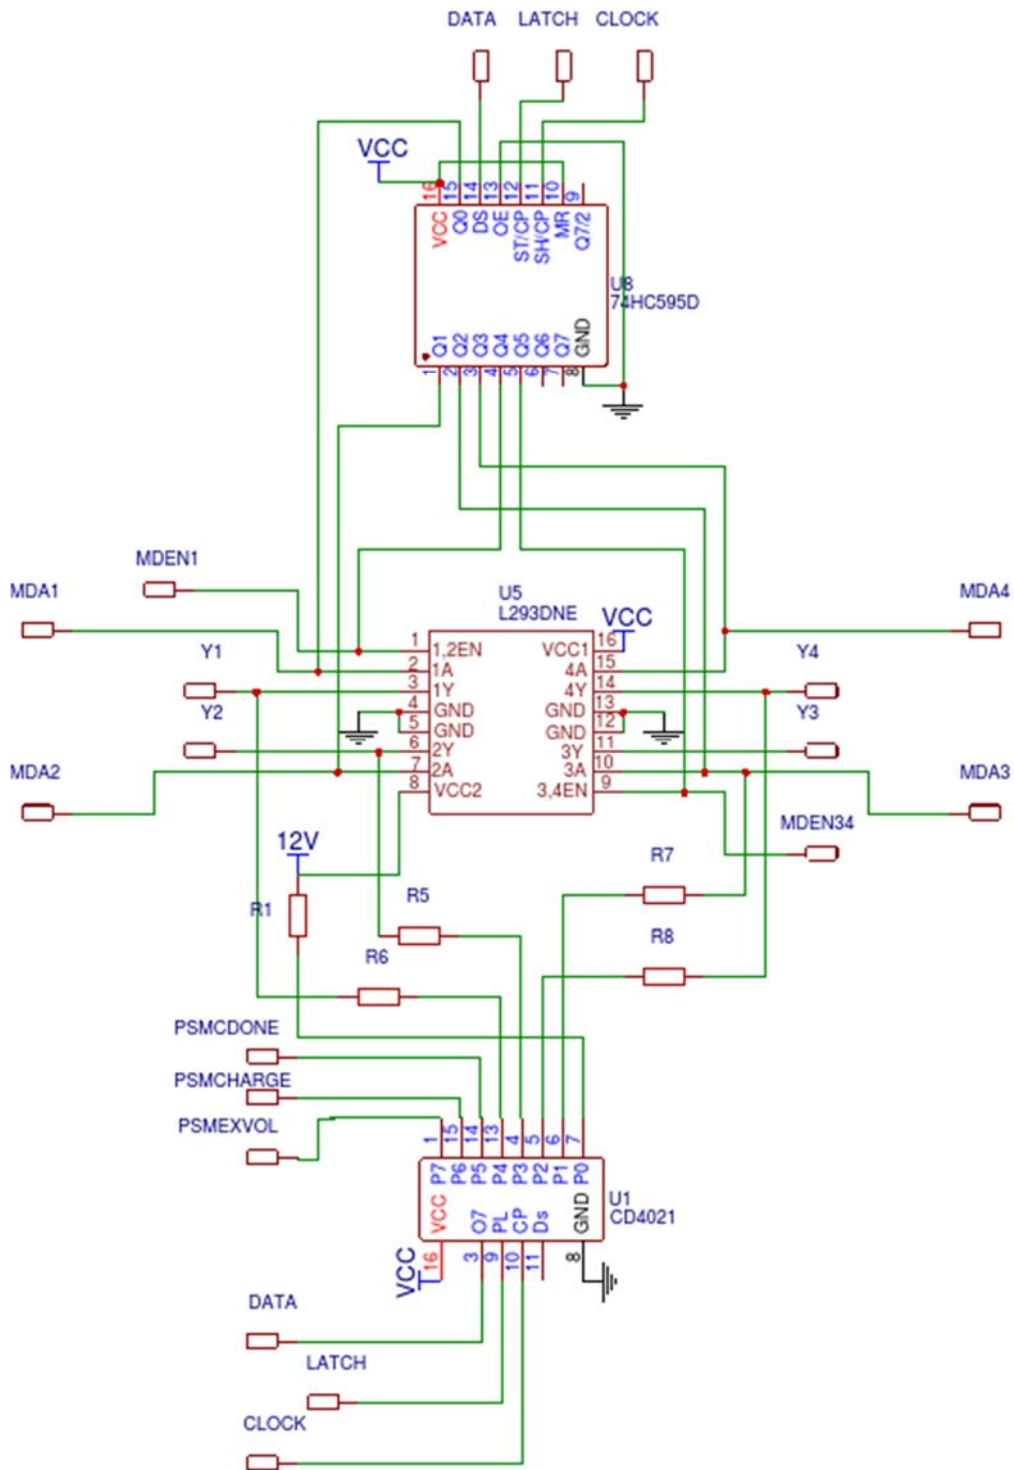 DATA LATCH CLOCK
VCC
16 15 14 13 12 11 10 9
VCC Q0 DS OE ST/CP SH/CP MR Q7/2
U8
74HC595D
Q1 Q2 Q3 Q4 Q5 Q6 Q7 GND
1 2 3 4 5 6 7 8
MDEN1
MDA1
U5
L293DNE
VCC
MDA4
Y1
Y4
1 1,2EN VCC1 16
2 1A 4A 15
3 1Y 4Y 14
4 GND GND 13
5 GND GND 12
6 2Y 3Y 11
7 2A 3A 10
8 VCC2 3,4EN 9
Y2
Y3
MDA2
MDA3
MDEN34
12V
R7
R1
R5
R8
R6
PSMCDONE
PSMCHARGE
PSMEXVOL
1 15 14 13 4 5 6 7
P7 P6 P5 P4 P3 P2 P1 P0
U1
CD4021
VCC O7 PL CP Ds GND
16 3 9 10 11 8
VCC
DATA
LATCH
CLOCK